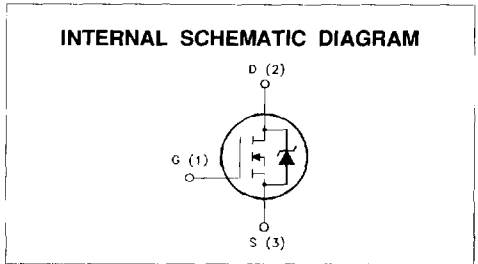 INTERNAL SCHEMATIC DIAGRAM
D (2)
G (1)
S (3)